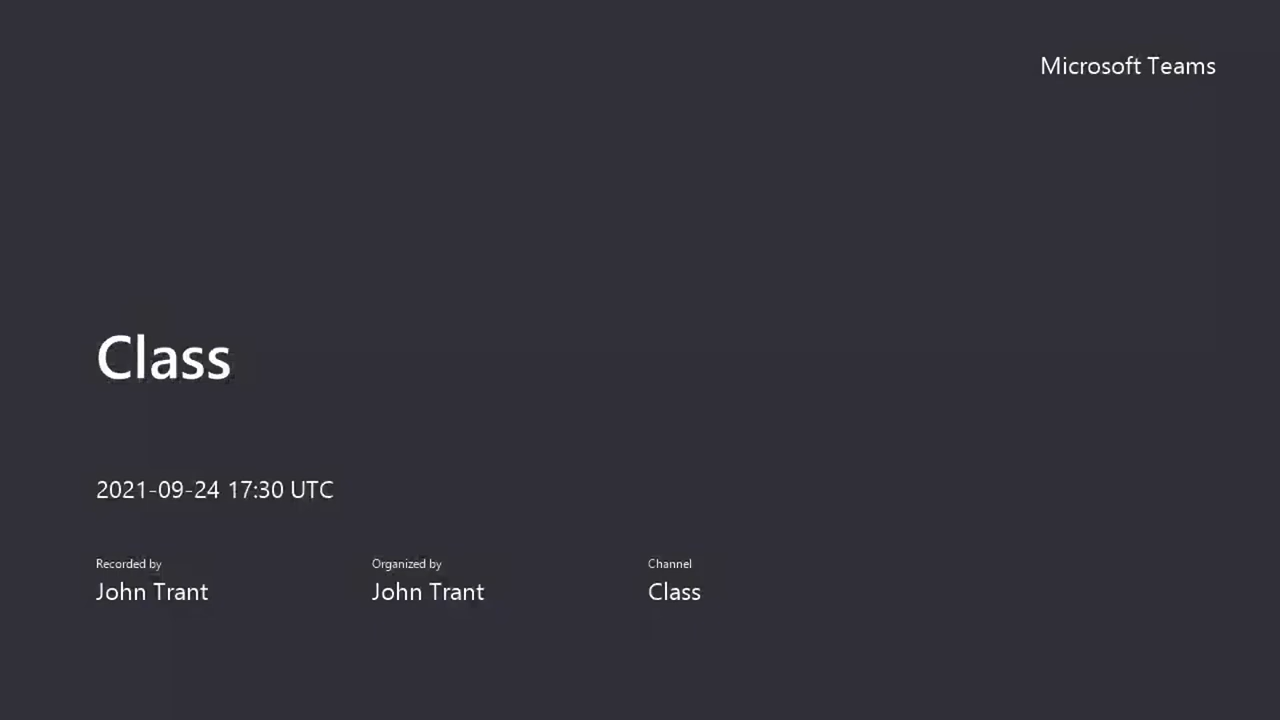 Microsoft Teams
Class
2021-09-24 17:30 UTC
Recorded by
John Trant
Organized by
John Trant
Channel
Class